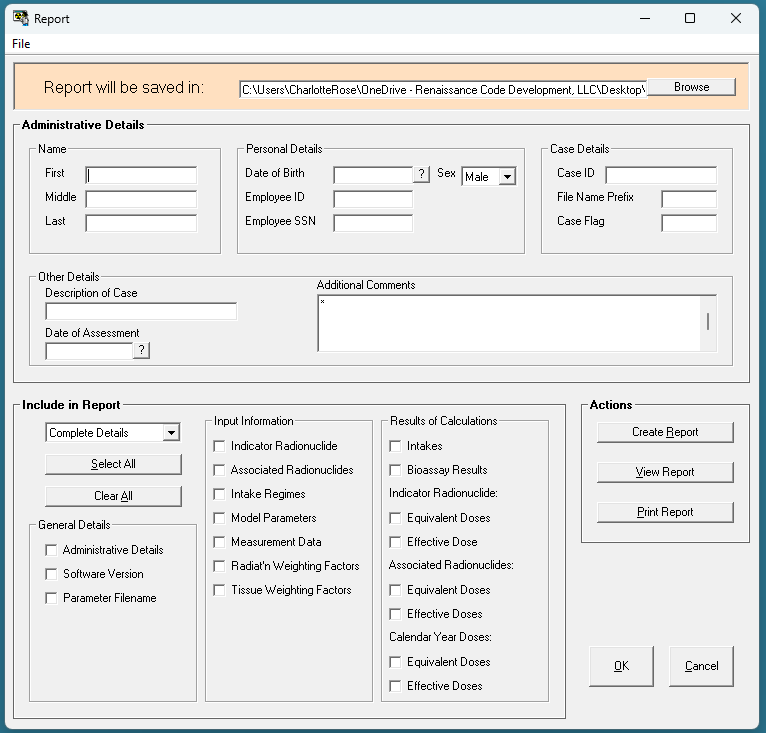 Report
File
Report will be saved in:
C:\Users\CharlotteRose\OneDrive - Renaissance Code Development, LLC\Desktop\
Browse
Administrative Details
Name
First
Middle
Last
Personal Details
Date of Birth
?
Sex
Male
Employee ID
Employee SSN
Case Details
Case ID
File Name Prefix
Case Flag
Other Details
Description of Case
Date of Assessment
?
Additional Comments
*
Include in Report
Complete Details
Select All
Clear All
General Details
Administrative Details
Software Version
Parameter Filename
Input Information
Indicator Radionuclide
Associated Radionuclides
Intake Regimes
Model Parameters
Measurement Data
Radiat'n Weighting Factors
Tissue Weighting Factors
Results of Calculations
Intakes
Bioassay Results
Indicator Radionuclide:
Equivalent Doses
Effective Dose
Associated Radionuclides:
Equivalent Doses
Effective Doses
Calendar Year Doses:
Equivalent Doses
Effective Doses
Actions
Create Report
View Report
Print Report
OK
Cancel